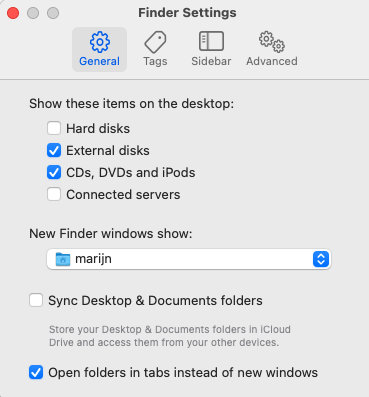 Finder Settings
General Tags Sidebar Advanced
Show these items on the desktop:
Hard disks
External disks
CDs, DVDs and iPods
Connected servers
New Finder windows show:
marijn
Sync Desktop & Documents folders
Store your Desktop & Documents folders in iCloud
Drive and access them from your other devices.
Open folders in tabs instead of new windows